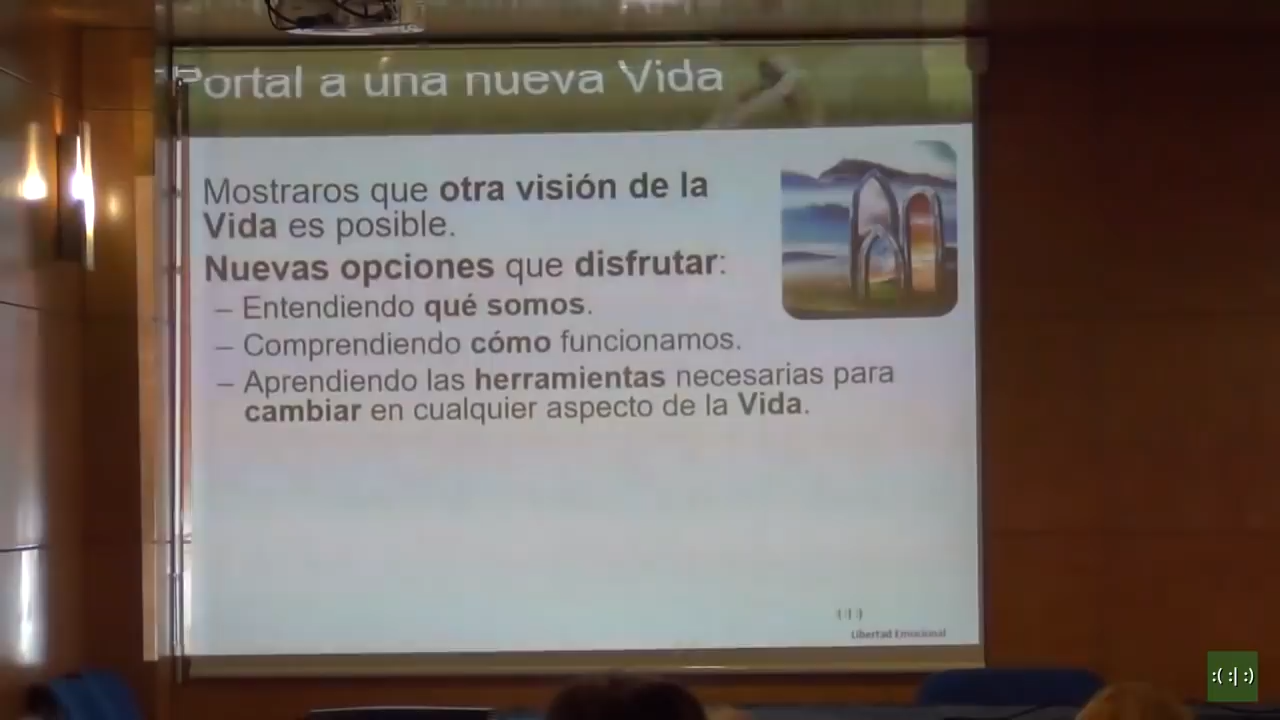 Portal a una nueva Vida
Mostraros que otra visión de la
Vida es posible.
Nuevas opciones que disfrutar:
– Entendiendo qué somos.
– Comprendiendo cómo funcionamos.
– Aprendiendo las herramientas necesarias para
cambiar en cualquier aspecto de la Vida.
:( :| :)
Libertad Emocional
:( :| :)